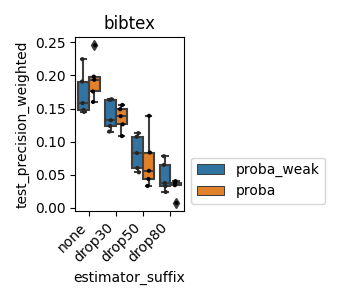 bibtex
test_precision_weighted
0.25
0.20
0.15
0.10
0.05
0.00
none
drop30
drop50
drop80
estimator_suffix
proba_weak
proba